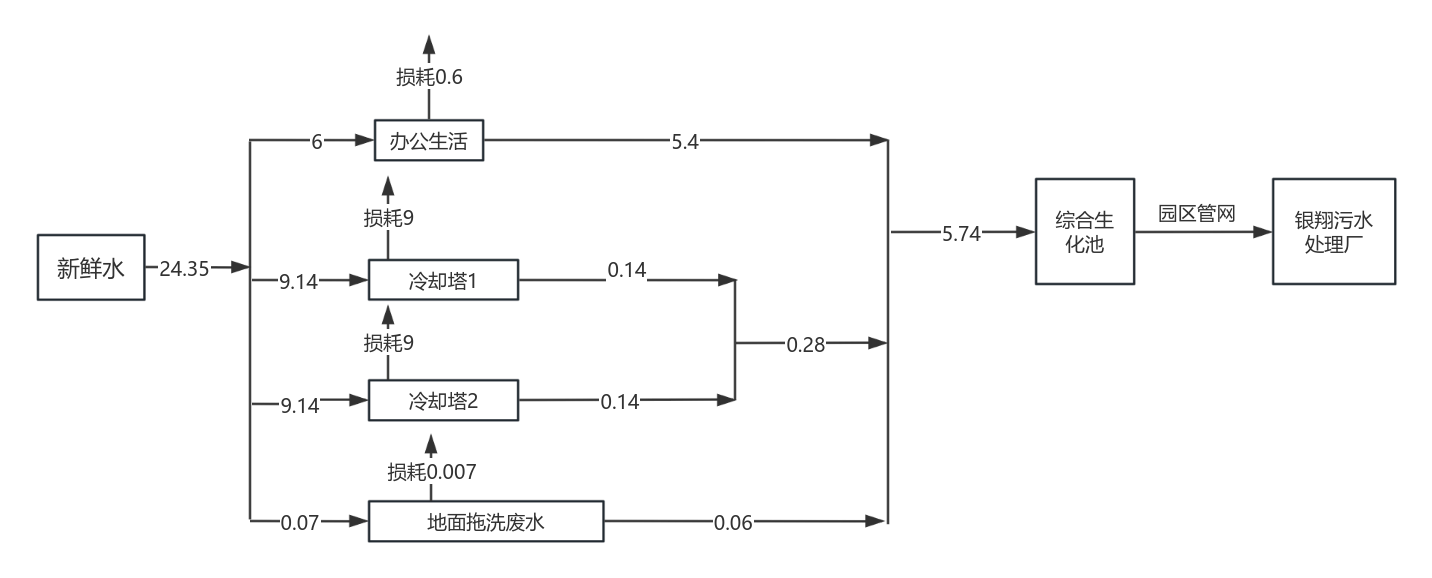 损耗0.6
6
办公生活
5.4
损耗9
新鲜水
24.35
9.14
冷却塔1
0.14
损耗9
0.28
9.14
冷却塔2
0.14
损耗0.007
0.07
地面拖洗废水
0.06
5.74
综合生
化池
园区管网
银翔污水
处理厂